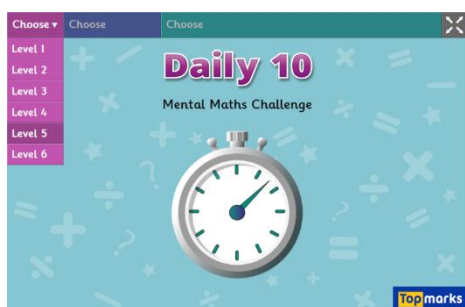 Choose ▾ Choose Choose
Level 1
Level 2
Level 3
Level 4
Level 5
Level 6
Daily 10
Mental Maths Challenge
Topmarks